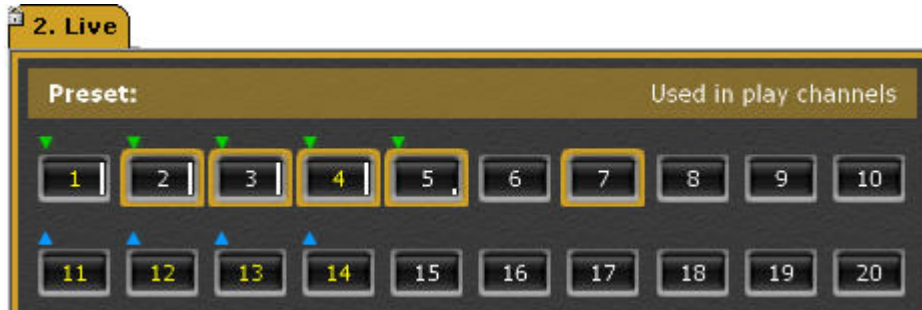 2. Live
Preset: Used in play channels
1 2 3 4 5 6 7 8 9 10
11 12 13 14 15 16 17 18 19 20